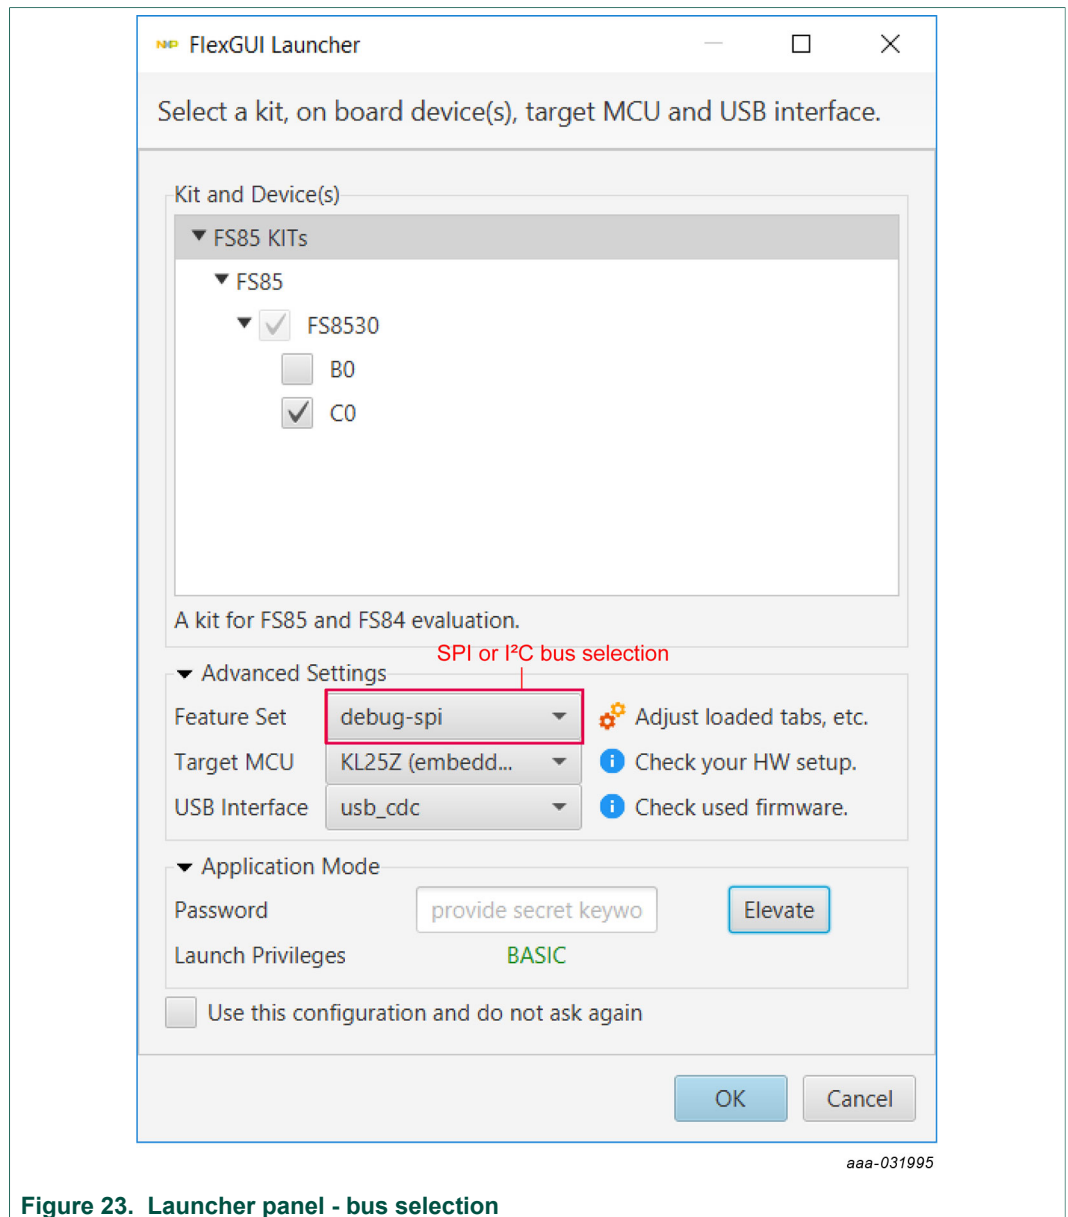 NXP FlexGUI Launcher
Select a kit, on board device(s), target MCU and USB interface.
Kit and Device(s)
FS85 KITs
FS85
FS8530
B0
C0
A kit for FS85 and FS84 evaluation.
SPI or I²C bus selection
Advanced Settings
Feature Set debug-spi Adjust loaded tabs, etc.
Target MCU KL25Z (embedd... Check your HW setup.
USB Interface usb_cdc Check used firmware.
Application Mode
Password provide secret keywo Elevate
Launch Privileges BASIC
Use this configuration and do not ask again
OK Cancel
aaa-031995
Figure 23. Launcher panel - bus selection